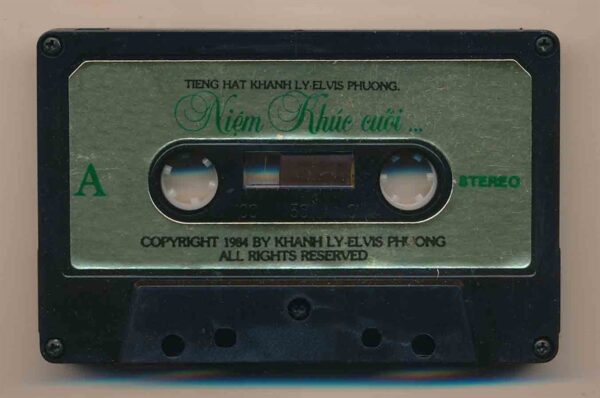 TIENG HAT KHANH LY-ELVIS PHUONG.
Niệm Khúc cuối ...
A
STEREO
COPYRIGHT 1984 BY KHANH LY-ELVIS PHUONG
ALL RIGHTS RESERVED